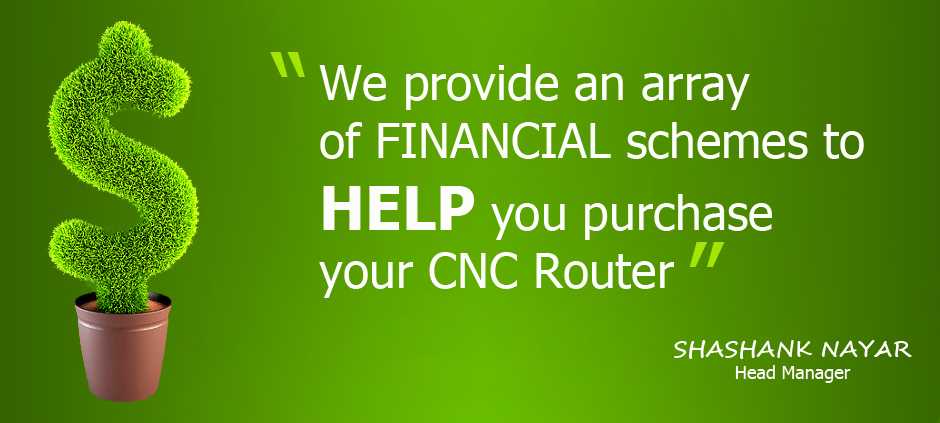 “ We provide an array
of FINANCIAL schemes to
HELP you purchase
your CNC Router ”
SHASHANK NAYAR
Head Manager